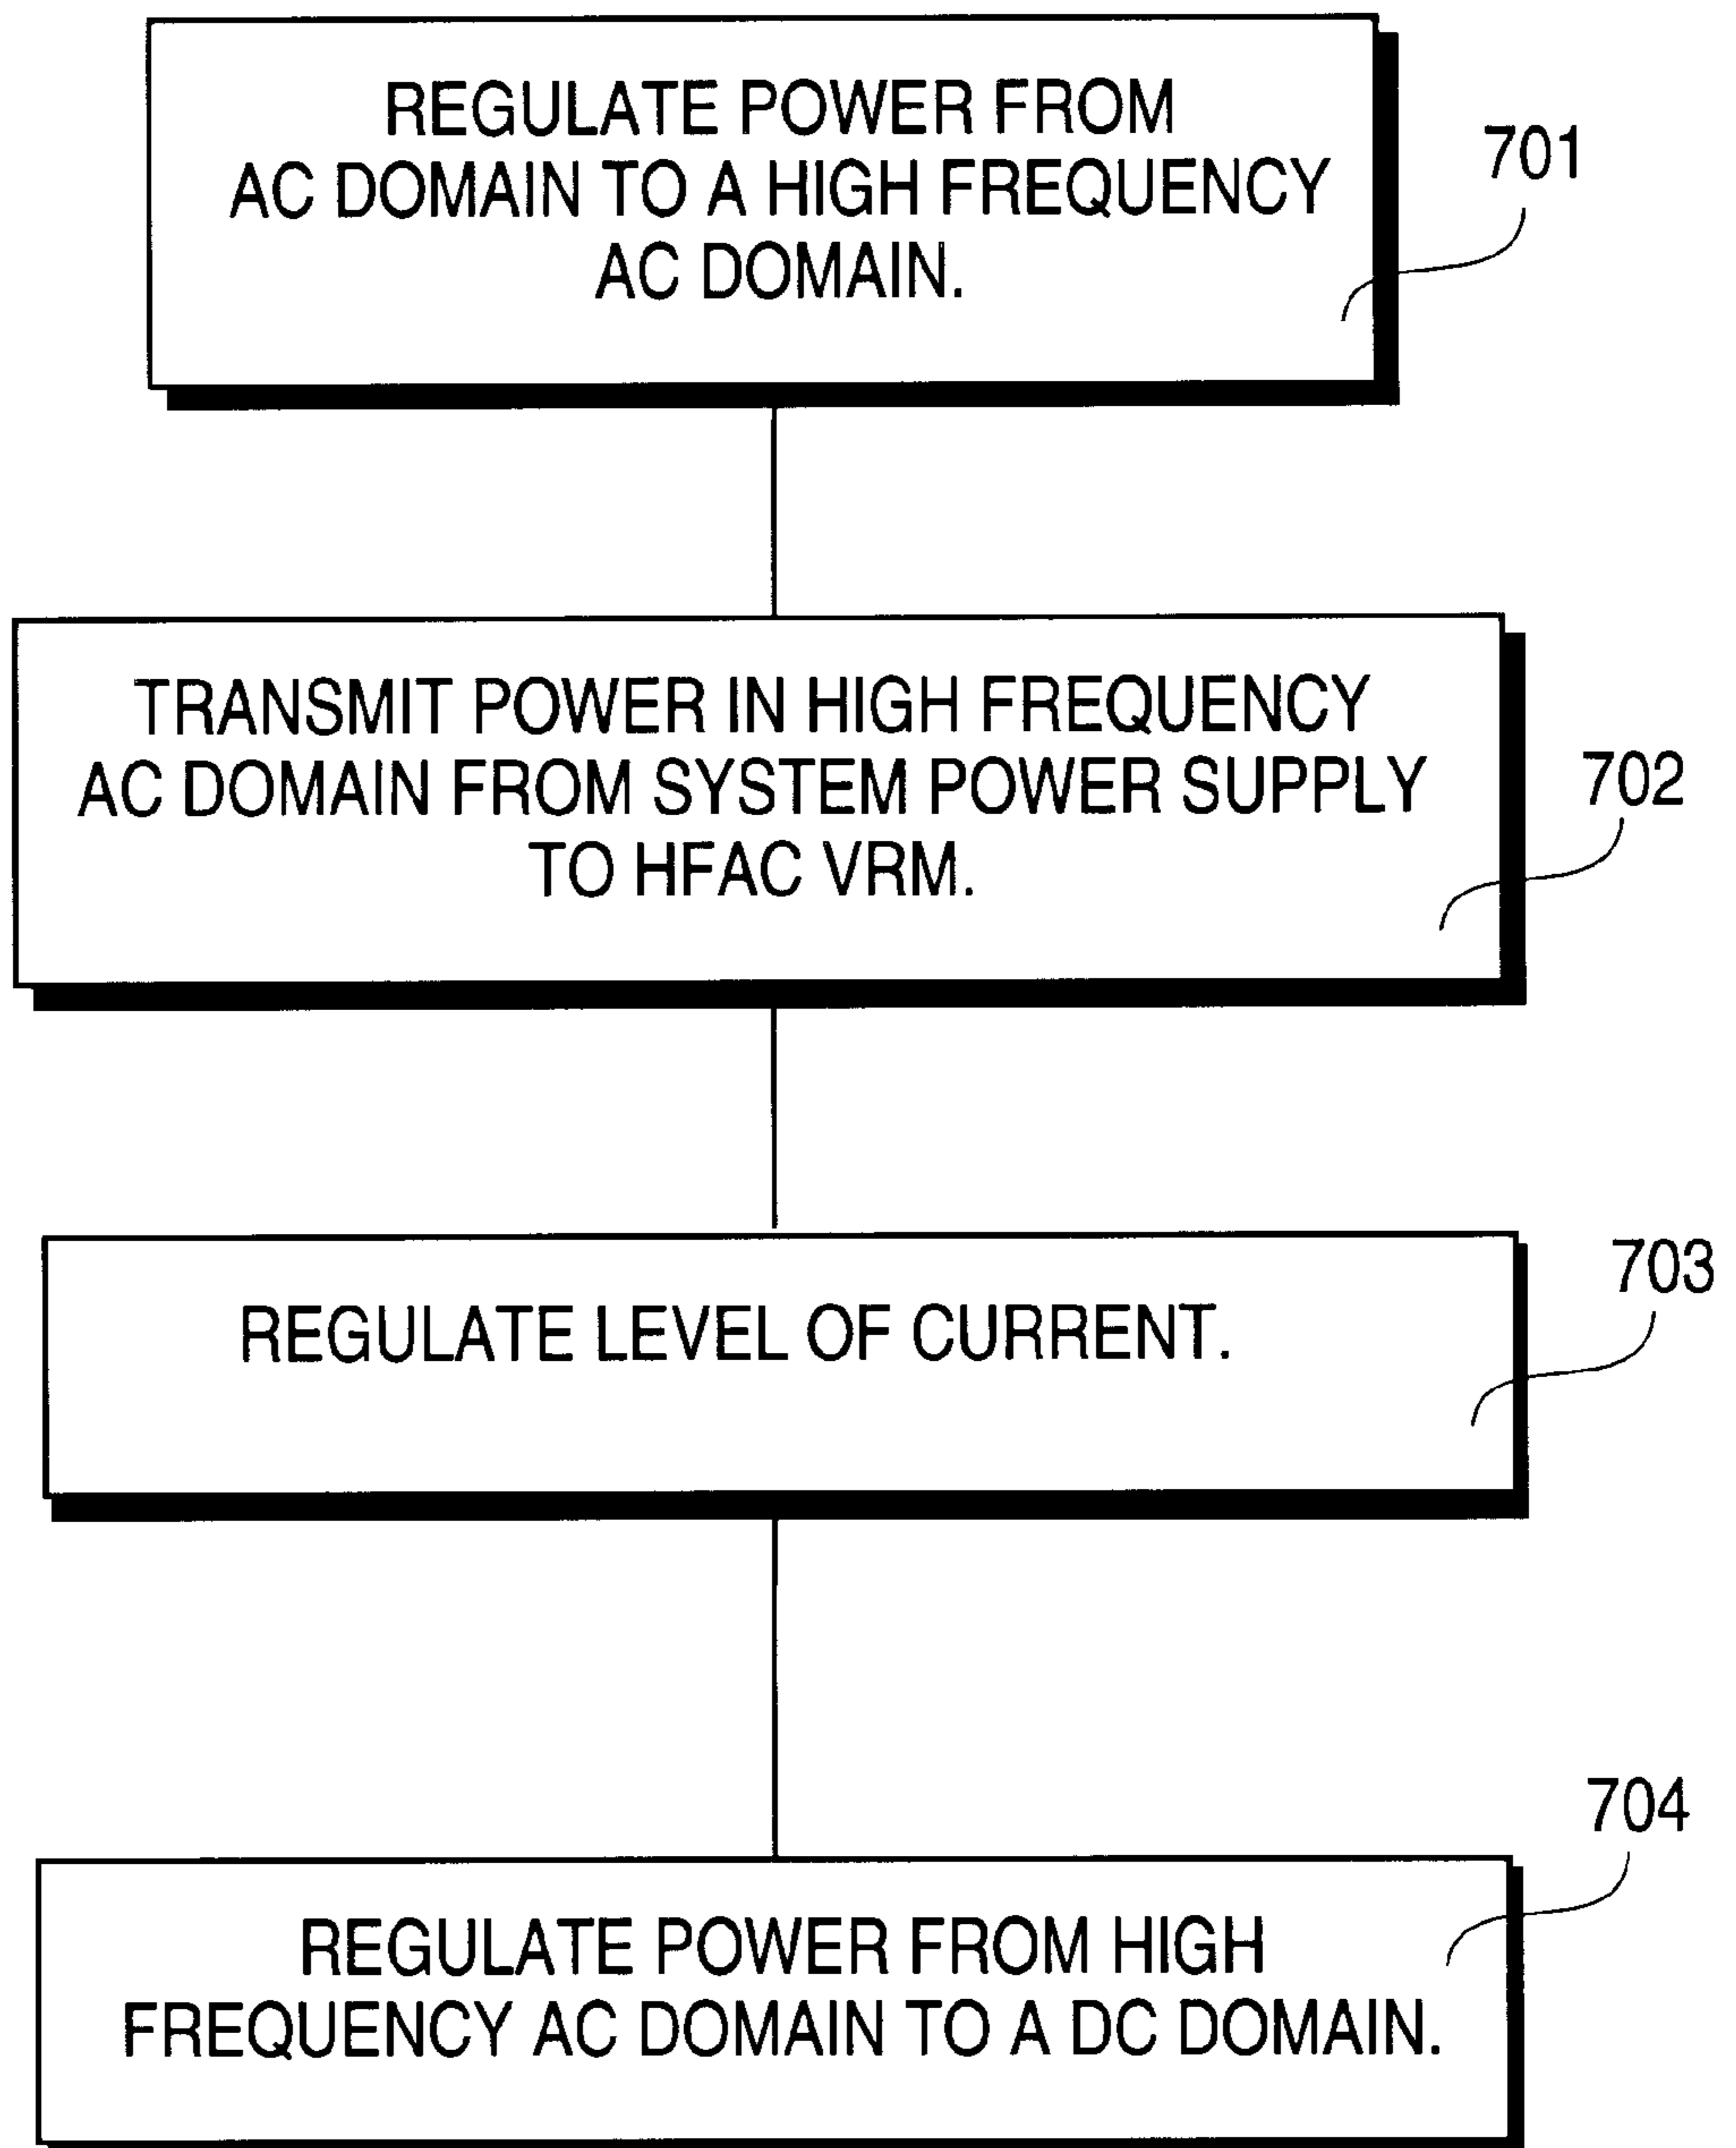 REGULATE POWER FROM
AC DOMAIN TO A HIGH FREQUENCY
AC DOMAIN.
701
TRANSMIT POWER IN HIGH FREQUENCY
AC DOMAIN FROM SYSTEM POWER SUPPLY
TO HFAC VRM.
702
REGULATE LEVEL OF CURRENT.
703
REGULATE POWER FROM HIGH
FREQUENCY AC DOMAIN TO A DC DOMAIN.
704